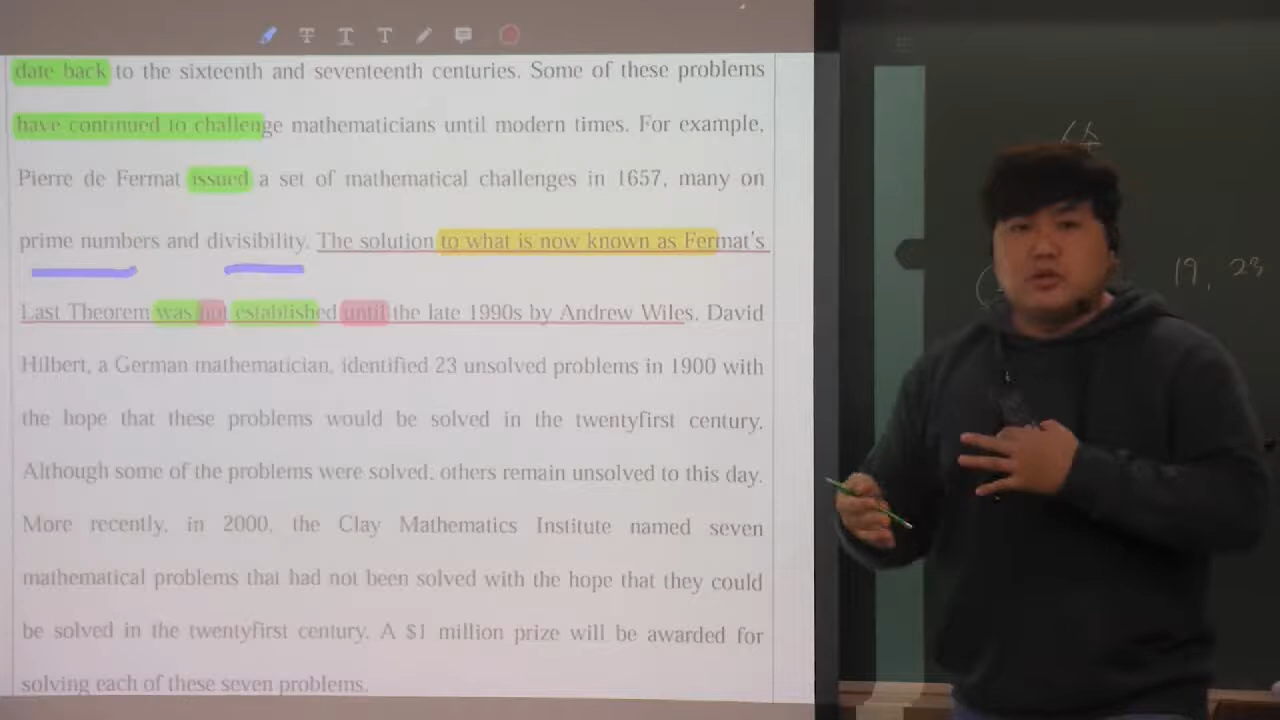 date back to the sixteenth and seventeenth centuries. Some of these problems
have continued to challenge mathematicians until modern times. For example,
Pierre de Fermat issued a set of mathematical challenges in 1657, many on
prime numbers and divisibility. The solution to what is now known as Fermat's
Last Theorem was not established until the late 1990s by Andrew Wiles. David
Hilbert, a German mathematician, identified 23 unsolved problems in 1900 with
the hope that these problems would be solved in the twentyfirst century.
Although some of the problems were solved, others remain unsolved to this day.
More recently, in 2000, the Clay Mathematics Institute named seven
mathematical problems that had not been solved with the hope that they could
be solved in the twentyfirst century. A $1 million prize will be awarded for
solving each of these seven problems.
19, 23